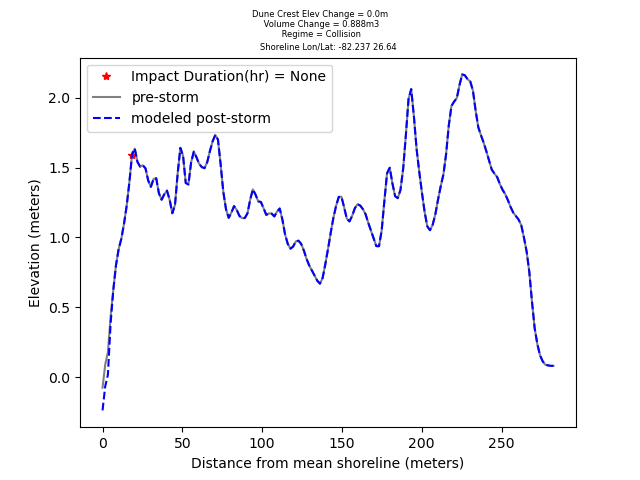 Dune Crest Elev Change = 0.0m
Volume Change = 0.888m3
Regime = Collision
Shoreline Lon/Lat: -82.237 26.64
Impact Duration(hr) = None
pre-storm
modeled post-storm
2.0
1.5
1.0
0.5
0.0
Elevation (meters)
0 50 100 150 200 250
Distance from mean shoreline (meters)